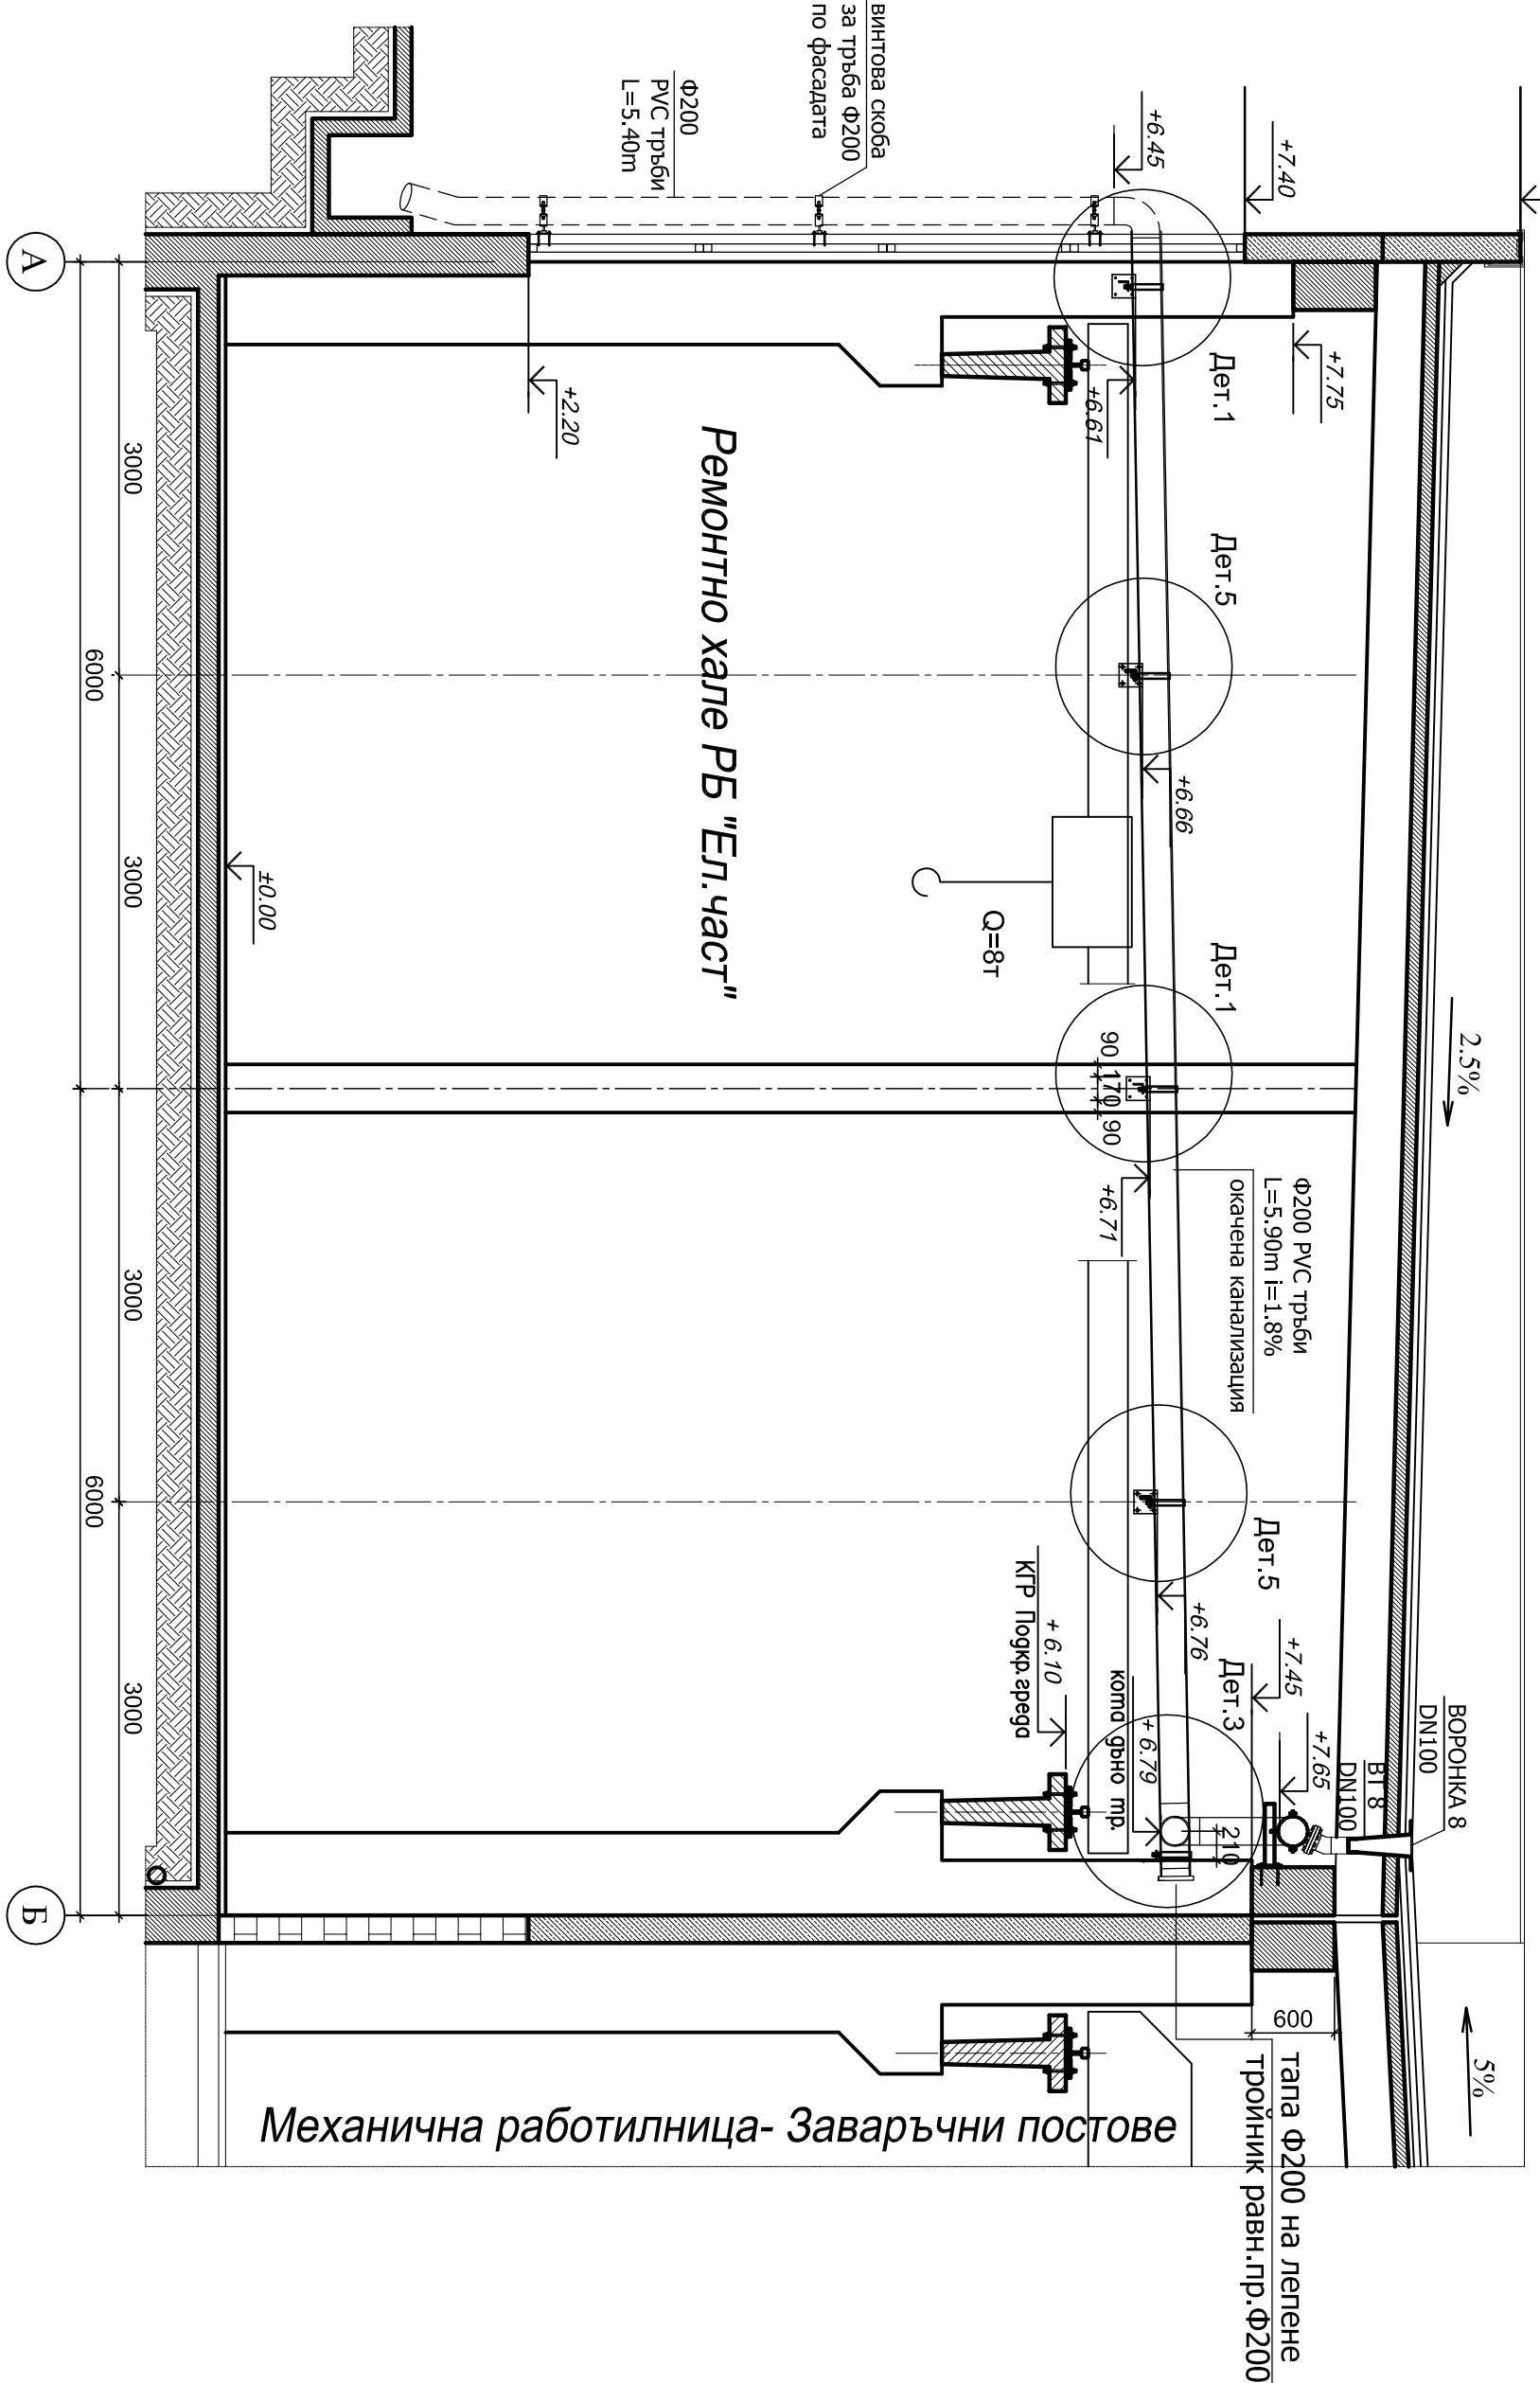 +7.40
+6.45
винтова скоба
за тръба Ф200
по фасадата
Ф200
PVC тръби
L=5.40m
+7.75
Дет.1
+6.61
+2.20
Дет.5
+6.66
Ремонтно хале РБ "Ел.част"
Q=8т
±0.00
Дет.1
2.5%
90 170 90
+6.71
Ф200 PVC тръби
L=5.90m i=1.8%
окачена канализация
Дет.5
+6.76
+7.45
Дет.3
+7.65
ВОРОНКА 8
DN100
ВТ 8
DN100
+6.10
КГР Подкр.греда
+6.79
кота дъно тр.
210
600
5%
тапа Ф200 на лепене
тройник равн.пр.Ф200
Механична работилница- Заваръчни постове
3000
3000
3000
3000
6000
6000
А
Б